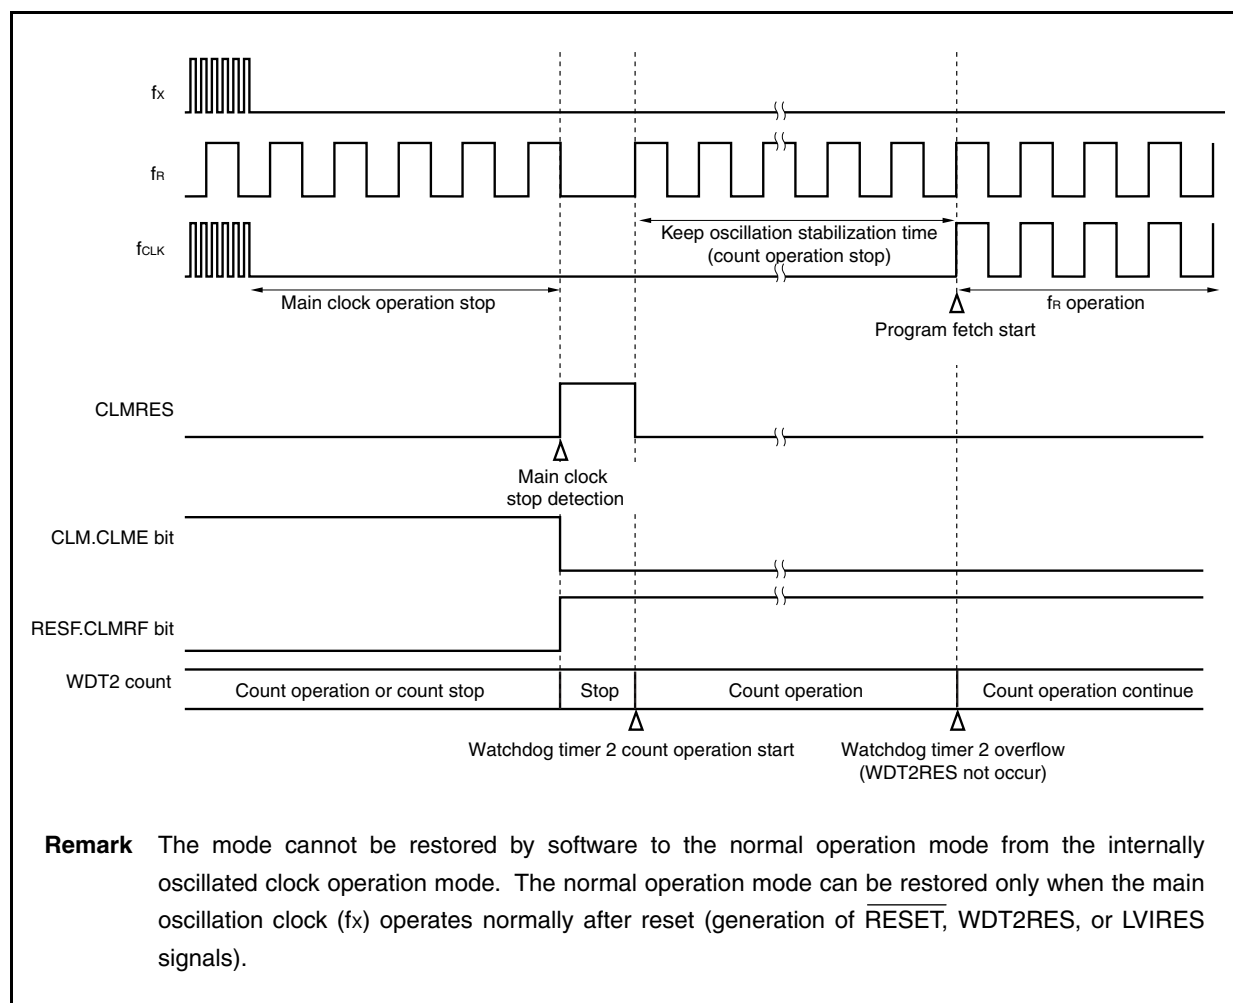 fX
fR
fCLK
Keep oscillation stabilization time
(count operation stop)
Main clock operation stop
fR operation
Program fetch start
CLMRES
Main clock
stop detection
CLM.CLME bit
RESF.CLMRF bit
WDT2 count
Count operation or count stop
Stop
Count operation
Count operation continue
Watchdog timer 2 count operation start
Watchdog timer 2 overflow
(WDT2RES not occur)
Remark The mode cannot be restored by software to the normal operation mode from the internally
oscillated clock operation mode. The normal operation mode can be restored only when the main
oscillation clock (fX) operates normally after reset (generation of RESET, WDT2RES, or LVIRES
signals).